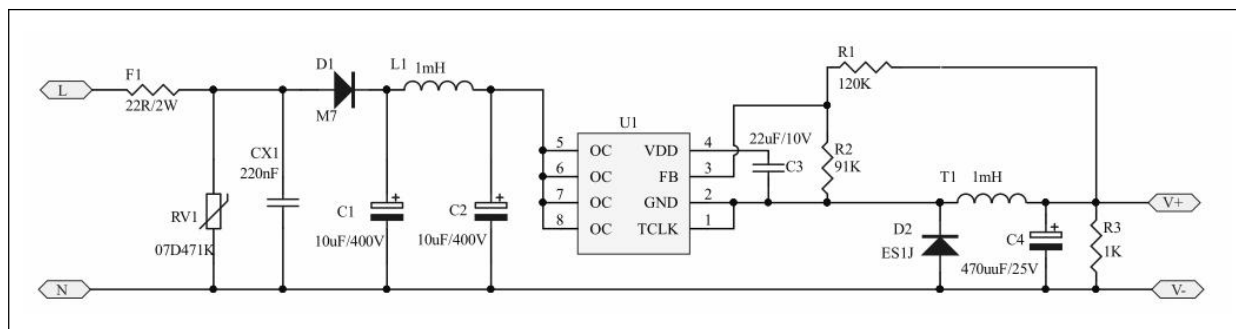 F1
L
22R/2W
D1
M7
L1
1mH
R1
120K
U1
CX1
220nF
RV1
07D471K
C1
10uF/400V
C2
10uF/400V
5 OC VDD 4
6 OC FB 3
7 OC GND 2
8 OC TCLK 1
22uF/10V
C3
R2
91K
T1 1mH
D2
ES1J
C4
470uuF/25V
R3
1K
V+
N
V-